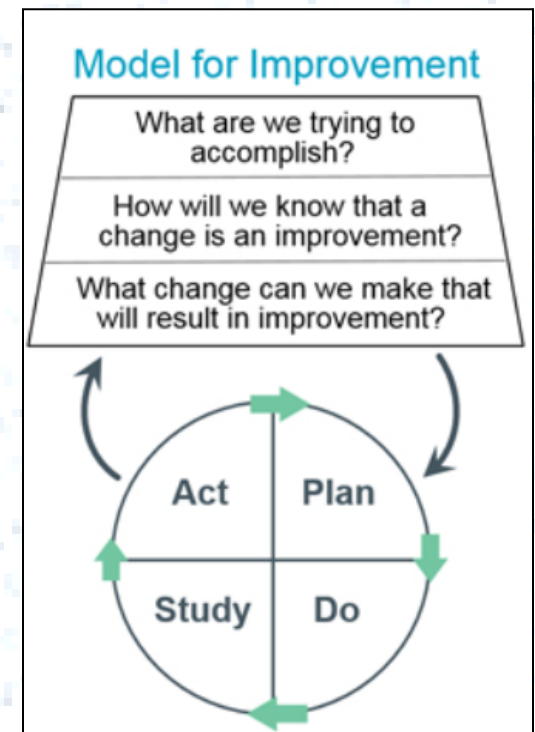 Model for Improvement
What are we trying to
accomplish?
How will we know that a
change is an improvement?
What change can we make that
will result in improvement?
Act
Plan
Study
Do